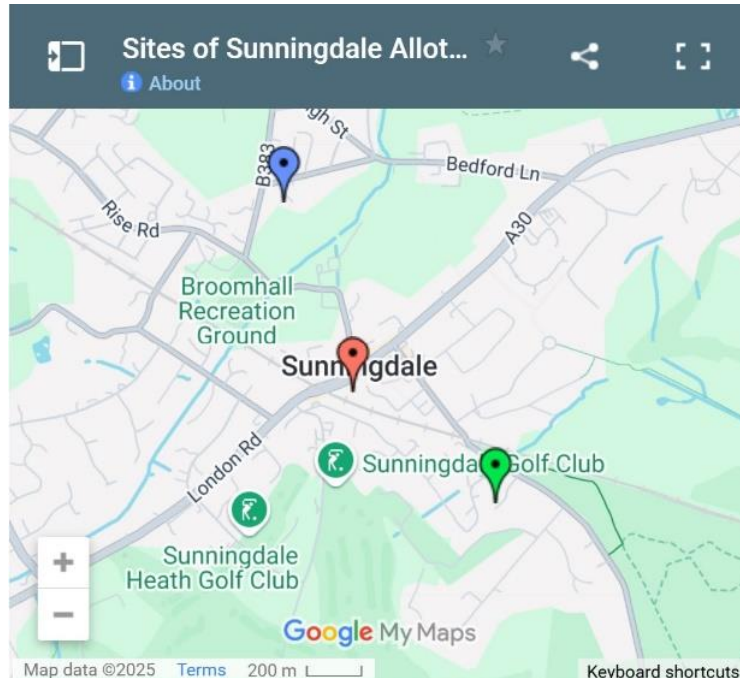 Sites of Sunningdale Allot...
About
gh St
B383
Bedford Ln
Rise Rd
A30
Broomhall
Recreation
Ground
Sunningdale
London Rd
Sunningdale Golf Club
Sunningdale
Heath Golf Club
+
−
Google My Maps
Map data ©2025 Terms 200 m Keyboard shortcuts